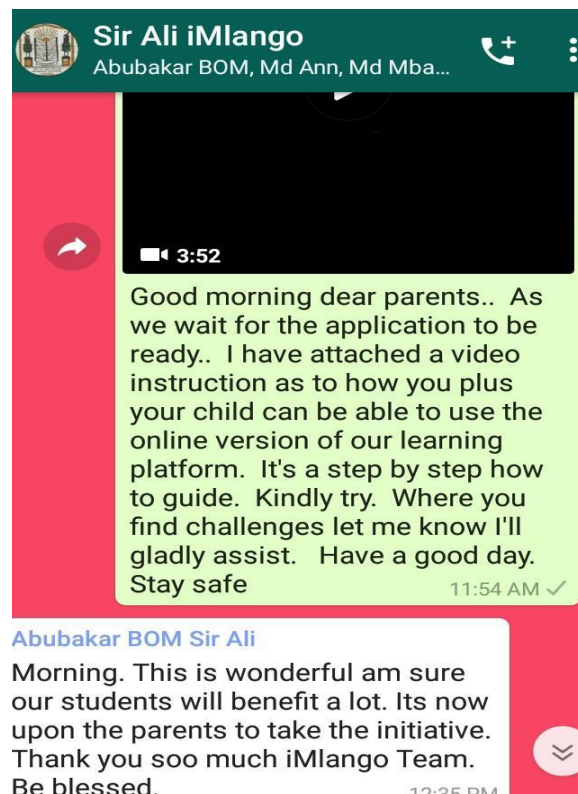 Sir Ali iMlango
Abubakar BOM, Md Ann, Md Mba...
3:52
Good morning dear parents.. As
we wait for the application to be
ready.. I have attached a video
instruction as to how you plus
your child can be able to use the
online version of our learning
platform. It's a step by step how
to guide. Kindly try. Where you
find challenges let me know I'll
gladly assist. Have a good day.
Stay safe
11:54 AM
Abubakar BOM Sir Ali
Morning. This is wonderful am sure
our students will benefit a lot. Its now
upon the parents to take the initiative.
Thank you soo much iMlango Team.
Be blessed.
12:35 PM